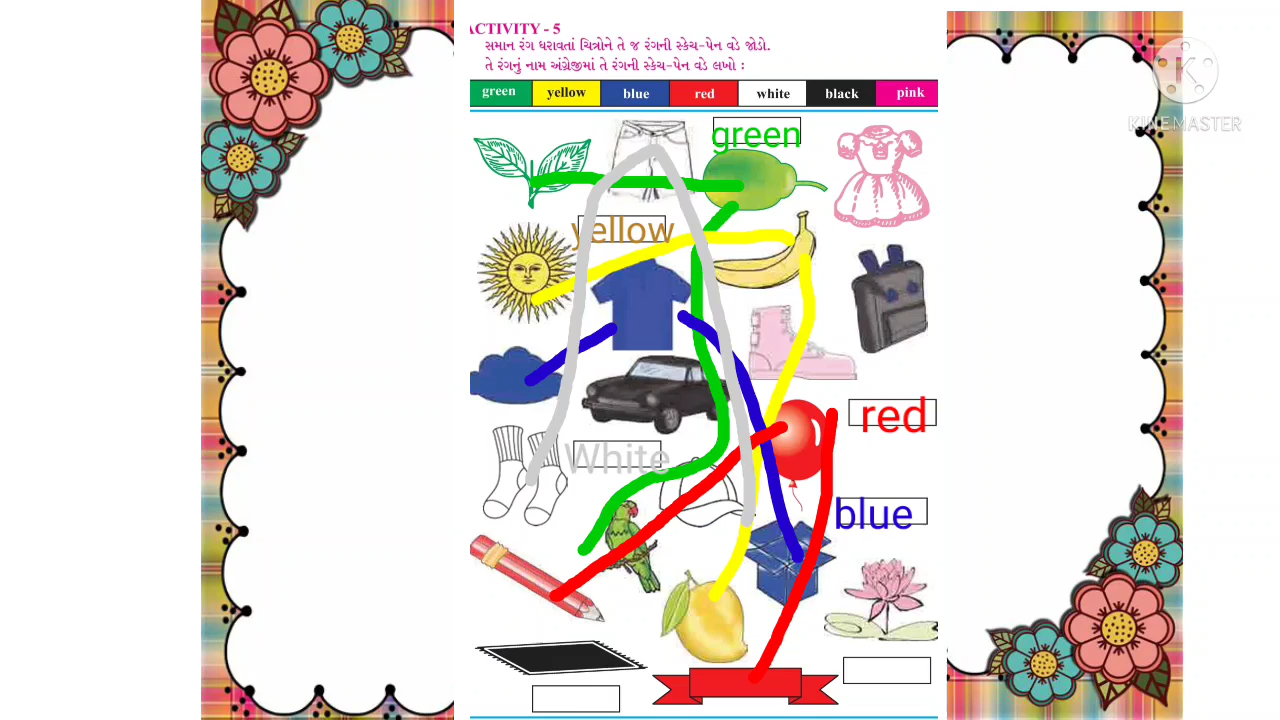 ACTIVITY - 5
સમાન રંગ ધરાવતાં ચિત્રોને તે જ રંગની સ્કેચ-પેન વડે જોડો.
તે રંગનું નામ અંગ્રેજીમાં તે રંગની સ્કેચ-પેન વડે લખો :
green yellow blue red white black pink
K
KINEMASTER
green
yellow
red
White
blue